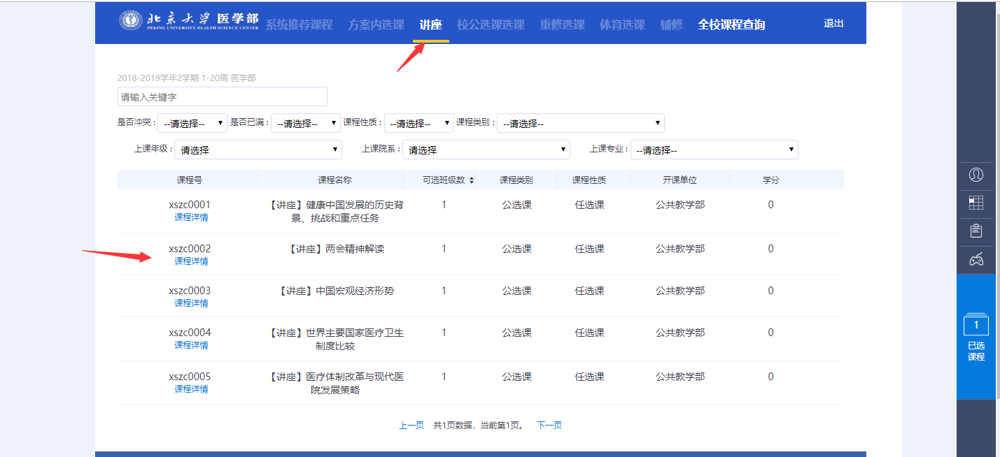 北京大学 医学部
PEKING UNIVERSITY HEALTH SCIENCE CENTER
系统推荐课程 方案内选课 讲座 校公选课选课 重修选课 体育选课 辅修 全校课程查询 退出
2018-2019学年2学期 1-20周 医学部
请输入关键字
是否冲突: --请选择-- 是否已满: --请选择-- 课程性质: --请选择-- 课程类别: --请选择--
上课年级: 请选择 上课院系: 请选择 上课专业: --请选择--
课程号 课程名称 可选班级数 课程类别 课程性质 开课单位 学分
xszc0001 【讲座】健康中国发展的历史背 1 公选课 任选课 公共教学部 0
课程详情 景、挑战和重点任务
xszc0002 【讲座】两会精神解读 1 公选课 任选课 公共教学部 0
课程详情
xszc0003 【讲座】中国宏观经济形势 1 公选课 任选课 公共教学部 0
课程详情
xszc0004 【讲座】世界主要国家医疗卫生 1 公选课 任选课 公共教学部 0
课程详情 制度比较
xszc0005 【讲座】医疗体制改革与现代医 1 公选课 任选课 公共教学部 0
课程详情 院发展策略
上一页 共1页数据，当前第1页。 下一页
1
已选
课程